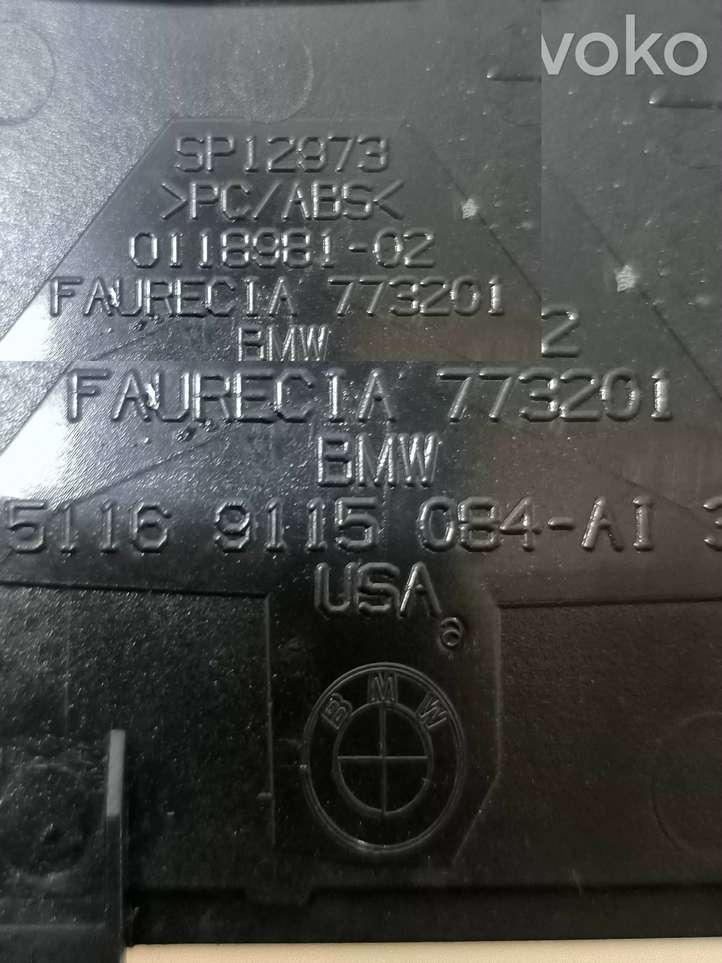 voko
SP12973
>PC/ABS<
0118981-02
FAURECIA 773201
BMW
2
FAURECIA 773201
BMW
5116 9115 084-AI 3
USA
BMW